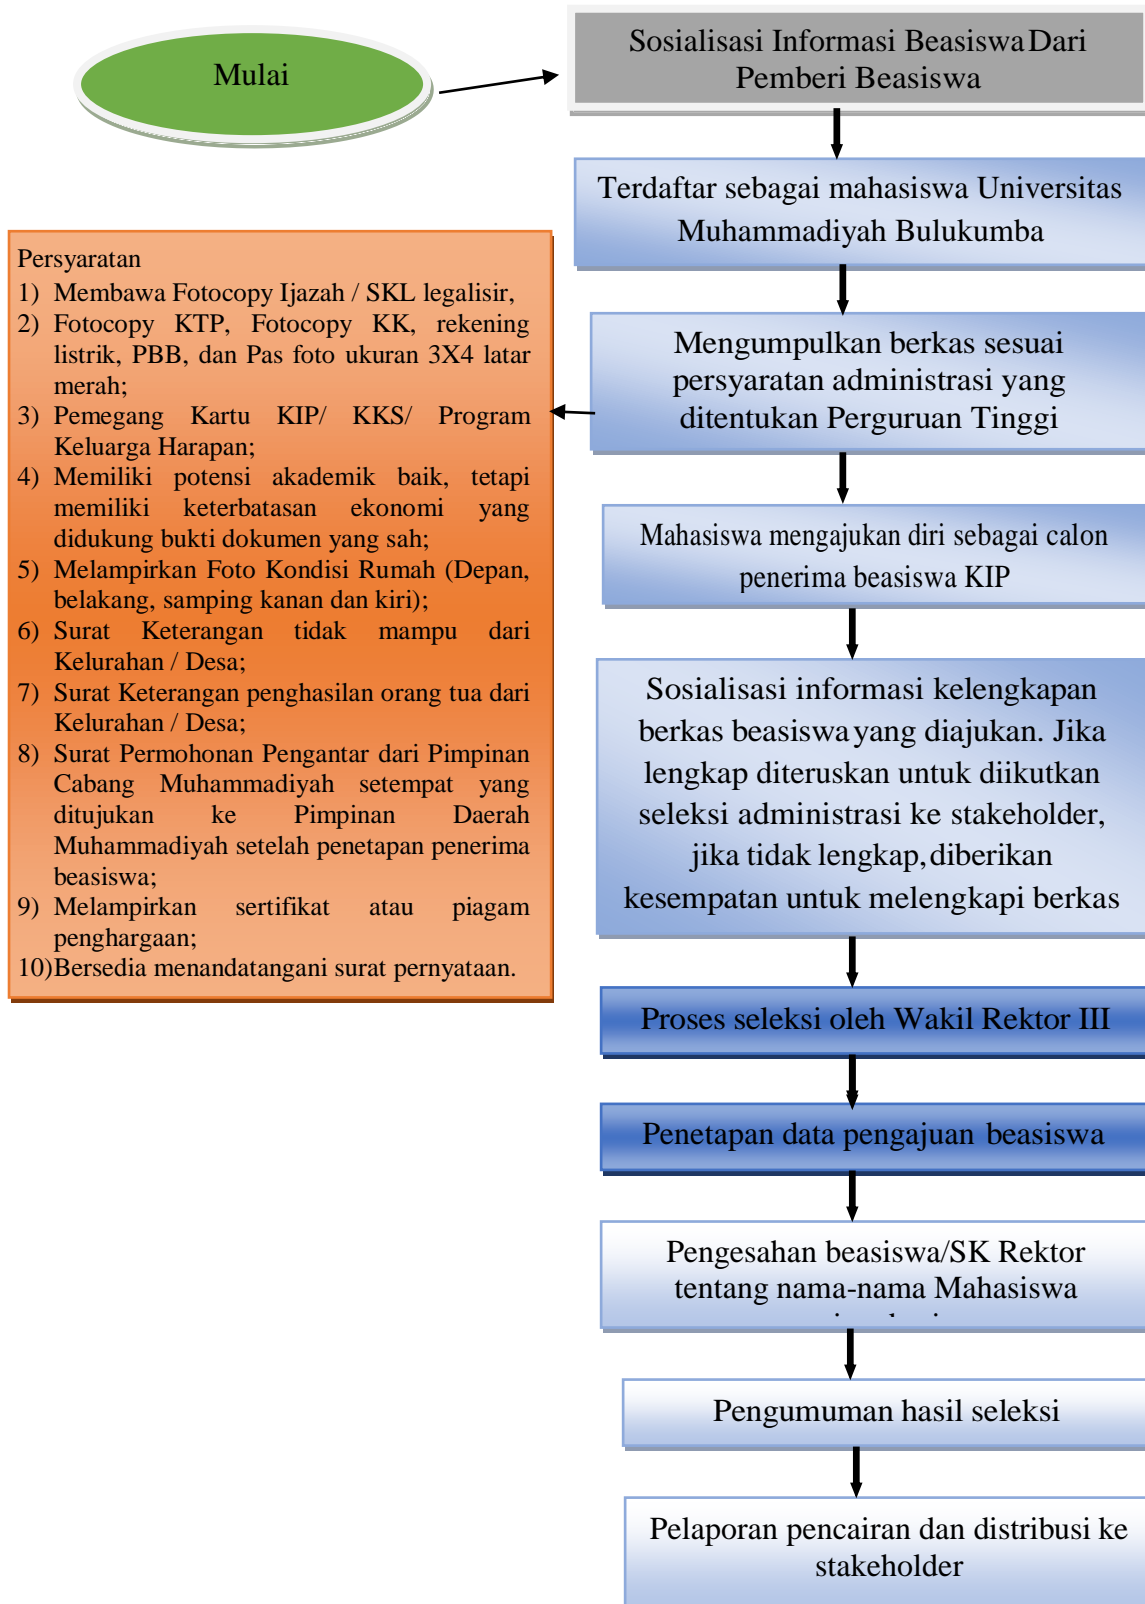 Mulai
Sosialisasi Informasi Beasiswa Dari
Pemberi Beasiswa
Terdaftar sebagai mahasiswa Universitas
Muhammadiyah Bulukumba
Mengumpulkan berkas sesuai
persyaratan administrasi yang
ditentukan Perguruan Tinggi
Persyaratan
1) Membawa Fotocopy Ijazah / SKL legalisir,
2) Fotocopy KTP, Fotocopy KK, rekening
listrik, PBB, dan Pas foto ukuran 3X4 latar
merah;
3) Pemegang Kartu KIP/ KKS/ Program
Keluarga Harapan;
4) Memiliki potensi akademik baik, tetapi
memiliki keterbatasan ekonomi yang
didukung bukti dokumen yang sah;
5) Melampirkan Foto Kondisi Rumah (Depan,
belakang, samping kanan dan kiri);
6) Surat Keterangan tidak mampu dari
Kelurahan / Desa;
7) Surat Keterangan penghasilan orang tua dari
Kelurahan / Desa;
8) Surat Permohonan Pengantar dari Pimpinan
Cabang Muhammadiyah setempat yang
ditujukan ke Pimpinan Daerah
Muhammadiyah setelah penetapan penerima
beasiswa;
9) Melampirkan sertifikat atau piagam
penghargaan;
10)Bersedia menandatangani surat pernyataan.
Mahasiswa mengajukan diri sebagai calon
penerima beasiswa KIP
Sosialisasi informasi kelengkapan
berkas beasiswa yang diajukan. Jika
lengkap diteruskan untuk diikutkan
seleksi administrasi ke stakeholder,
jika tidak lengkap, diberikan
kesempatan untuk melengkapi berkas
Proses seleksi oleh Wakil Rektor III
Penetapan data pengajuan beasiswa
Pengesahan beasiswa/SK Rektor
tentang nama-nama Mahasiswa
Pengumuman hasil seleksi
Pelaporan pencairan dan distribusi ke
stakeholder